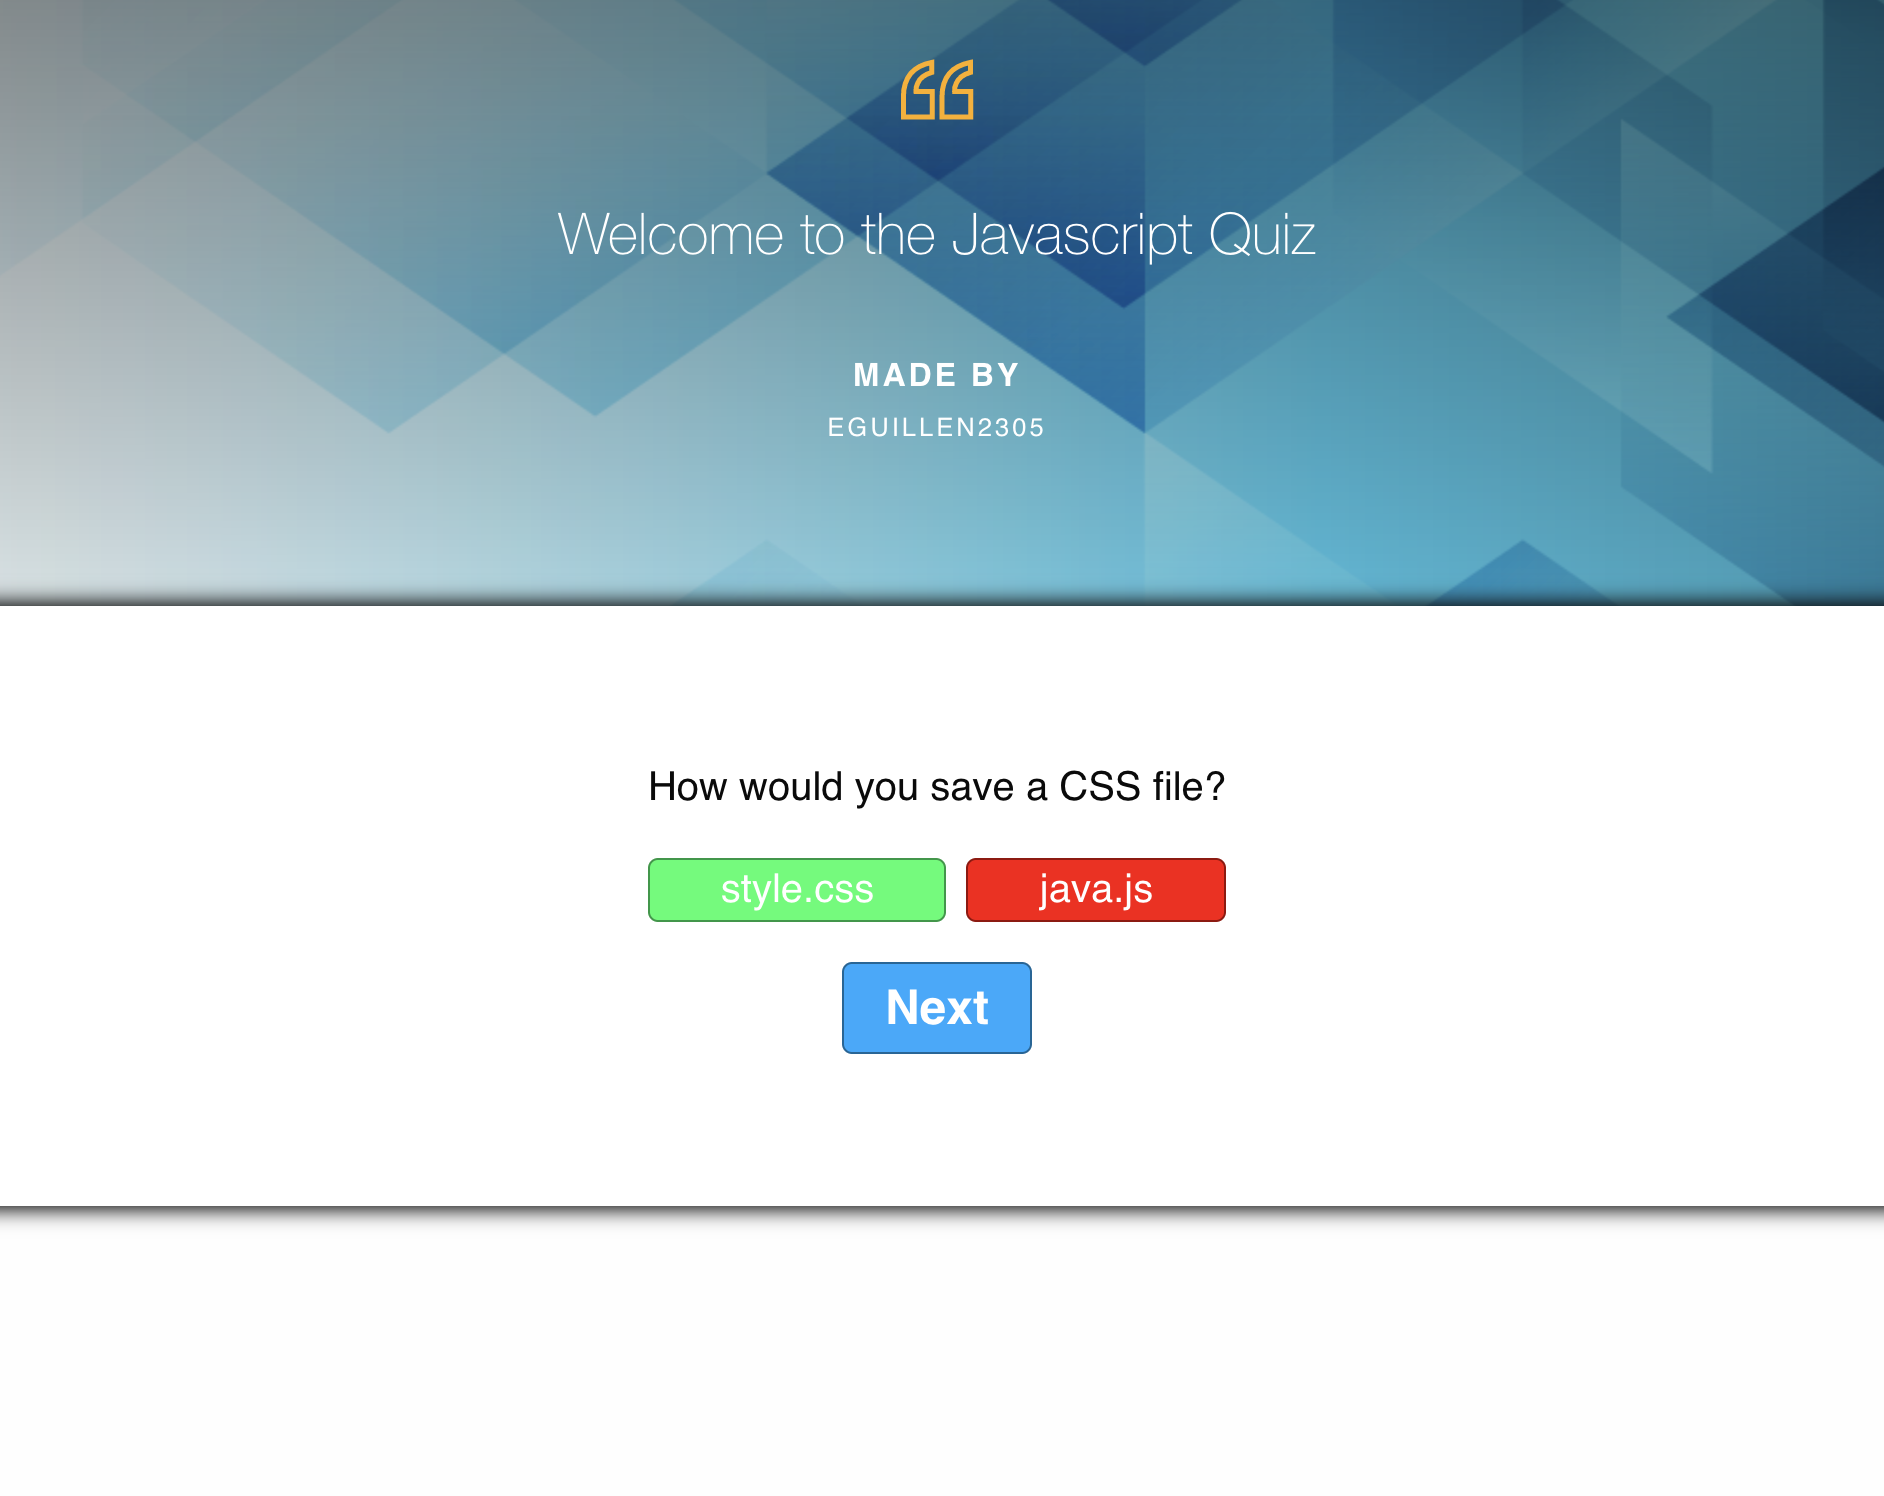 Welcome to the Javascript Quiz
MADE BY
EGUILLEN2305
How would you save a CSS file?
style.css
java.js
Next